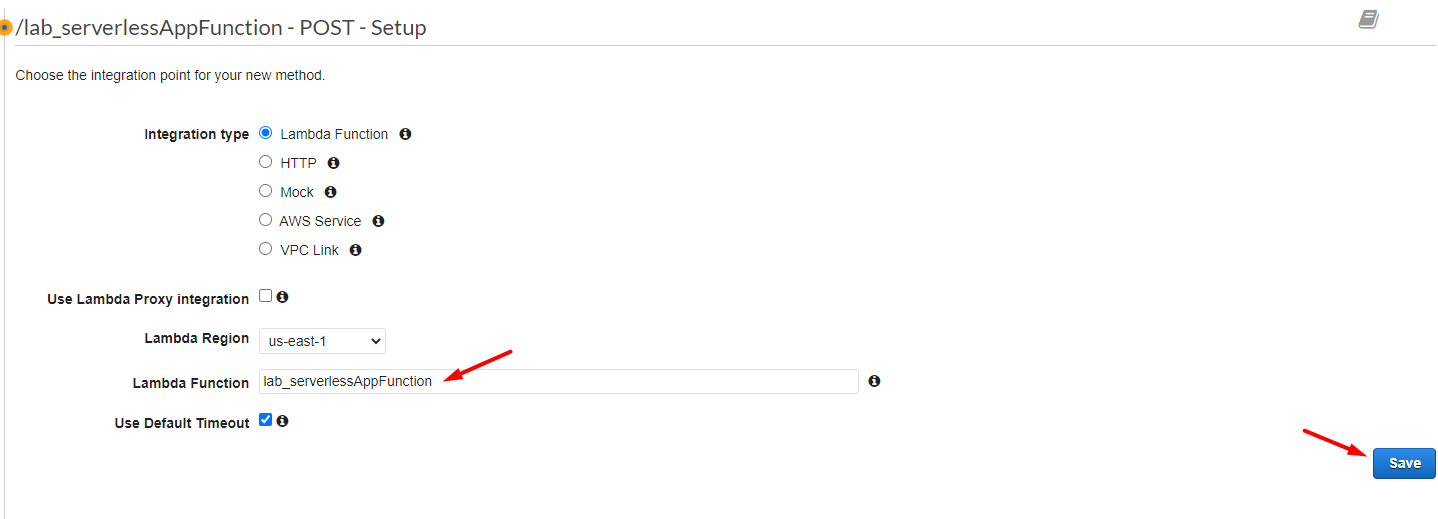 /lab_serverlessAppFunction - POST - Setup
Choose the integration point for your new method.
Integration type Lambda Function
HTTP
Mock
AWS Service
VPC Link
Use Lambda Proxy integration
Lambda Region us-east-1
Lambda Function lab_serverlessAppFunction
Use Default Timeout
Save